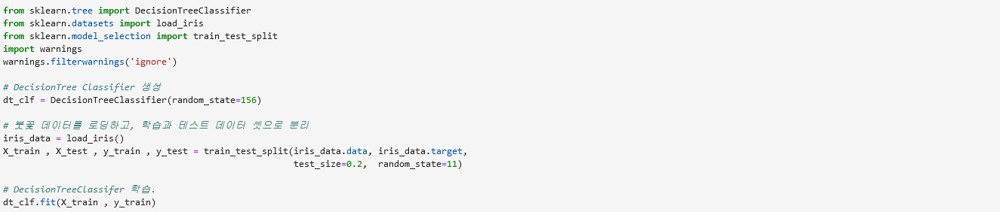 from sklearn.tree import DecisionTreeClassifier
from sklearn.datasets import load_iris
from sklearn.model_selection import train_test_split
import warnings
warnings.filterwarnings('ignore')
# DecisionTree Classifier 생성
dt_clf = DecisionTreeClassifier(random_state=156)
# 붓꽃 데이터를 로딩하고, 학습과 테스트 데이터 셋으로 분리
iris_data = load_iris()
X_train , X_test , y_train , y_test = train_test_split(iris_data.data, iris_data.target,
test_size=0.2,  random_state=11)
# DecisionTreeClassifer 학습.
dt_clf.fit(X_train , y_train)